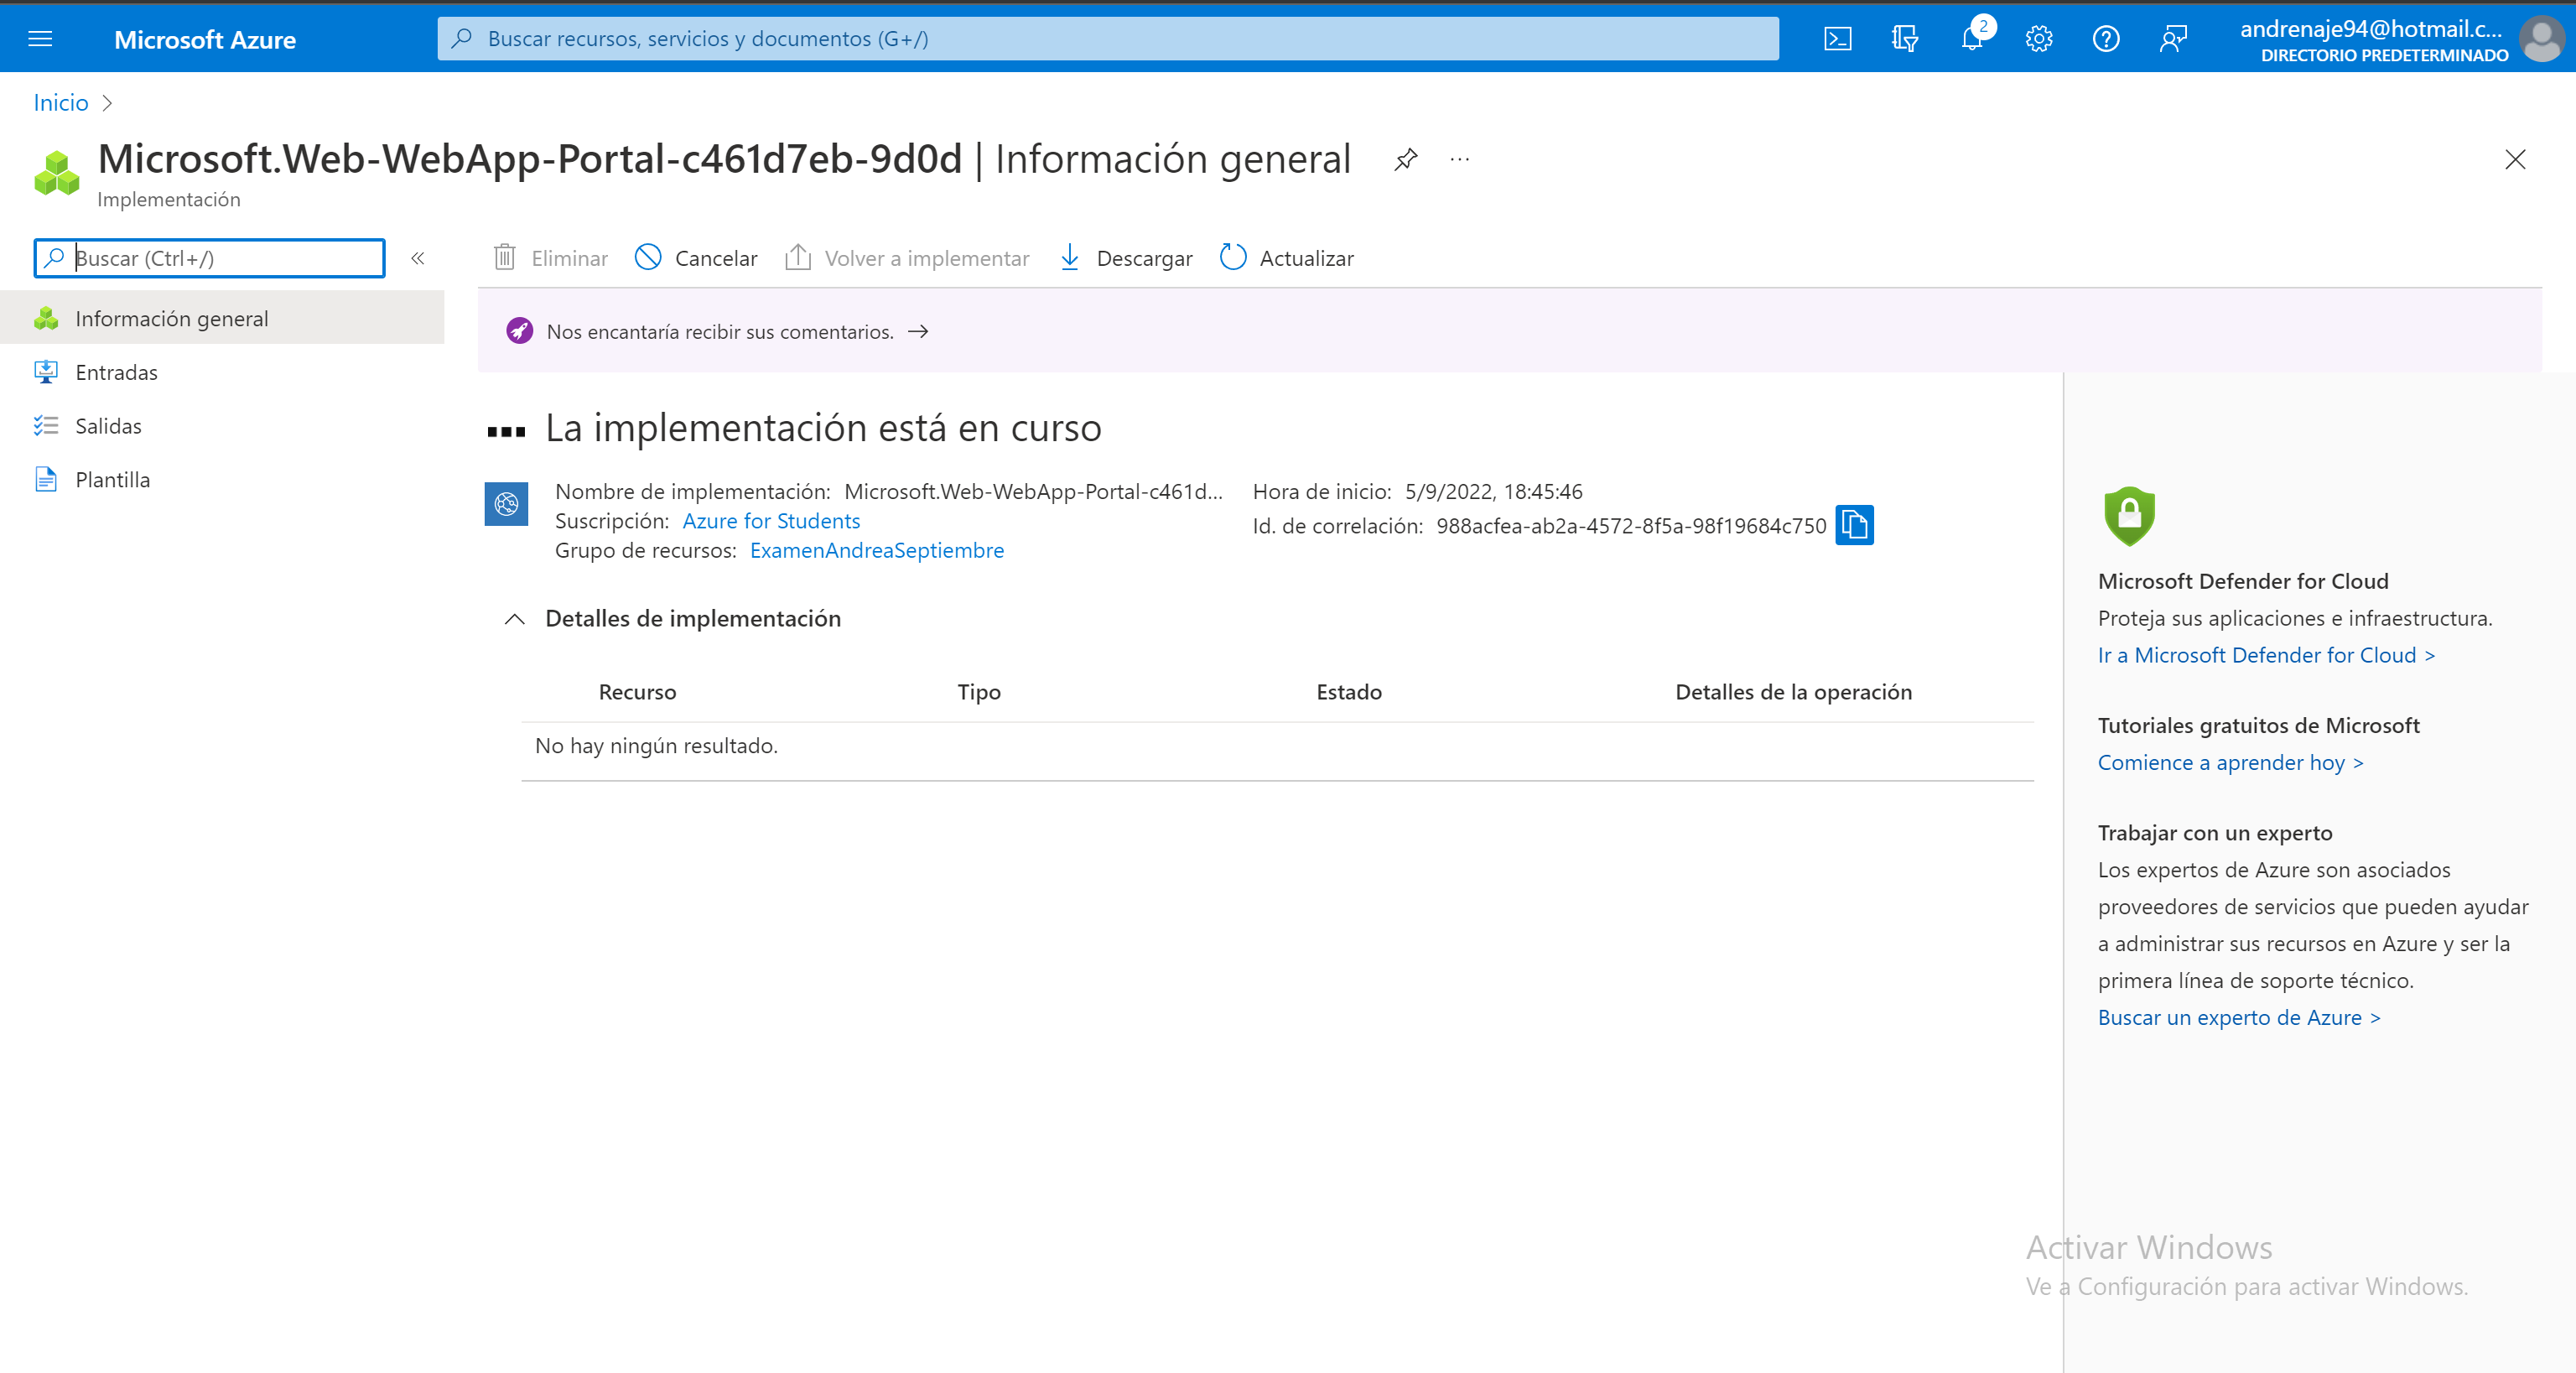 Microsoft Azure
Buscar recursos, servicios y documentos (G+/)
2
andrenaje94@hotmail.c...
DIRECTORIO PREDETERMINADO
Inicio
Microsoft.Web-WebApp-Portal-c461d7eb-9d0d | Información general
...
Implementación
Buscar (Ctrl+/)
«
Información general
Entradas
Salidas
Plantilla
Eliminar
Cancelar
Volver a implementar
Descargar
Actualizar
Nos encantaría recibir sus comentarios. →
La implementación está en curso
Nombre de implementación: Microsoft.Web-WebApp-Portal-c461d...
Suscripción: Azure for Students
Grupo de recursos: ExamenAndreaSeptiembre
Hora de inicio: 5/9/2022, 18:45:46
Id. de correlación: 988acfea-ab2a-4572-8f5a-98f19684c750
Detalles de implementación
Recurso Tipo Estado Detalles de la operación
No hay ningún resultado.
Microsoft Defender for Cloud
Proteja sus aplicaciones e infraestructura.
Ir a Microsoft Defender for Cloud >
Tutoriales gratuitos de Microsoft
Comience a aprender hoy >
Trabajar con un experto
Los expertos de Azure son asociados
proveedores de servicios que pueden ayudar
a administrar sus recursos en Azure y ser la
primera línea de soporte técnico.
Buscar un experto de Azure >
Activar Windows
Ve a Configuración para activar Windows.